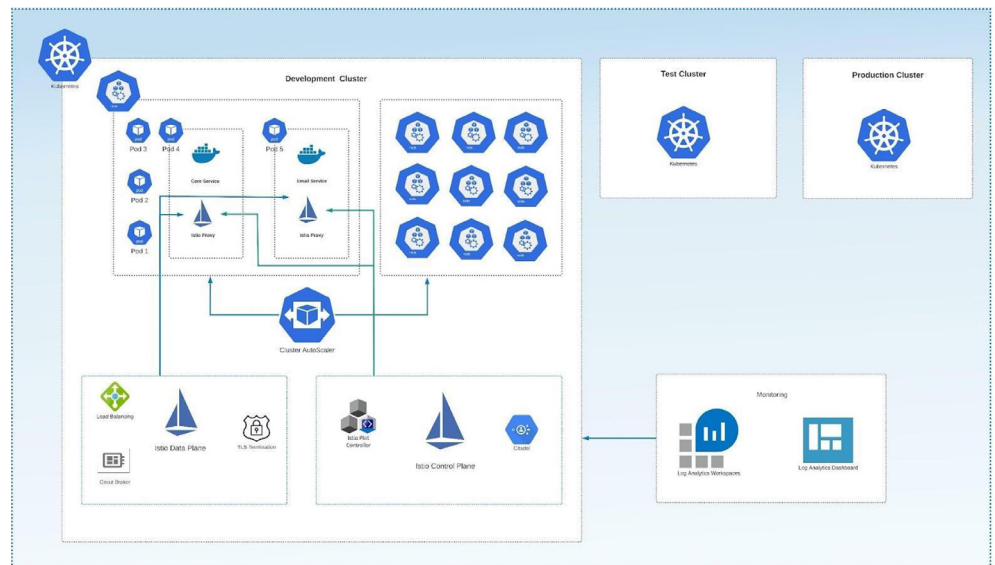 Kubernetes
Development Cluster
Test Cluster
Production Cluster
Pod 3
Pod 4
Pod 5
Core Service
Email Service
Pod 2
Pod 1
Istio Proxy
Istio Proxy
Kubernetes
Kubernetes
Cluster AutoScaler
Load Balancing
Istio Data Plane
TLS Termination
Circuit Broker
Istio Pilot
Controller
Istio Control Plane
Citadel
Monitoring
Log Analytics Workspaces
Log Analytics Dashboard